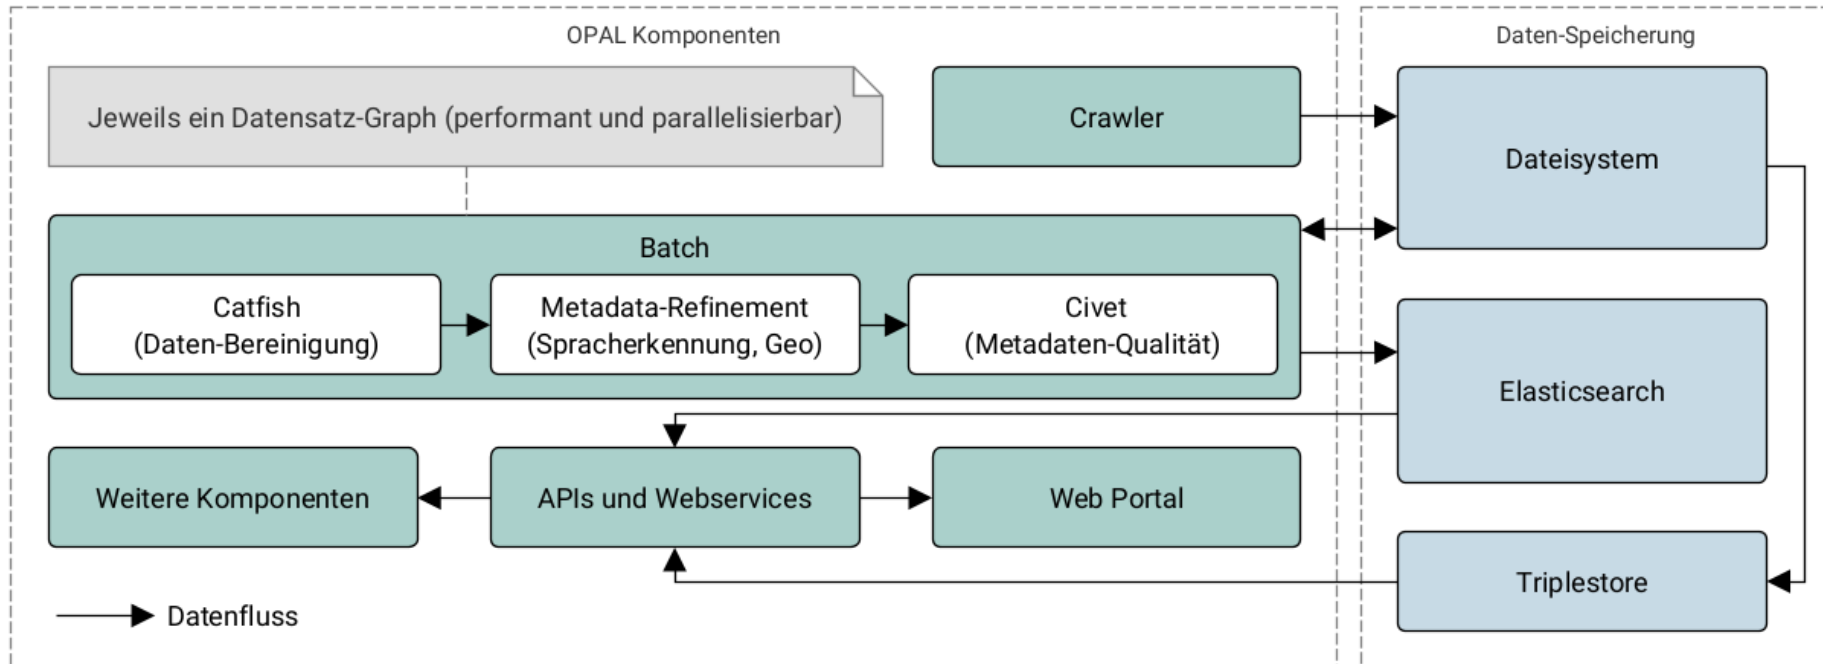 OPAL Komponenten
Daten-Speicherung
Jeweils ein Datensatz-Graph (performant und parallelisierbar)
Crawler
Dateisystem
Batch
Catfish
(Daten-Bereinigung)
Metadata-Refinement
(Spracherkennung, Geo)
Civet
(Metadaten-Qualität)
Elasticsearch
Weitere Komponenten
APIs und Webservices
Web Portal
Triplestore
Datenfluss